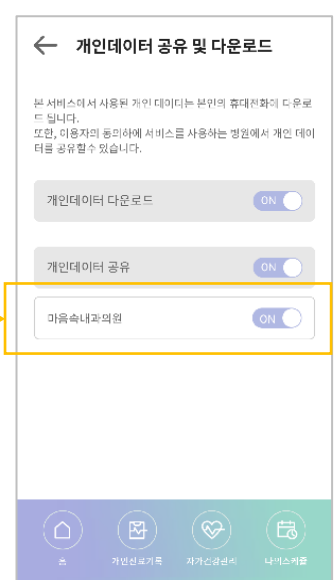 개인데이터 공유 및 다운로드
본 서비스에서 사용된 개인 데이터는 본인의 휴대전화에 다운로
드 됩니다.
또한, 이용자의 동의하에 서비스를 사용하는 병원에서 개인 데이
터를 공유할수 있습니다.
개인데이터 다운로드 ON
개인데이터 공유 ON
마음속내과의원 ON
홈 개인진료기록 자가건강관리 나의스케쥴